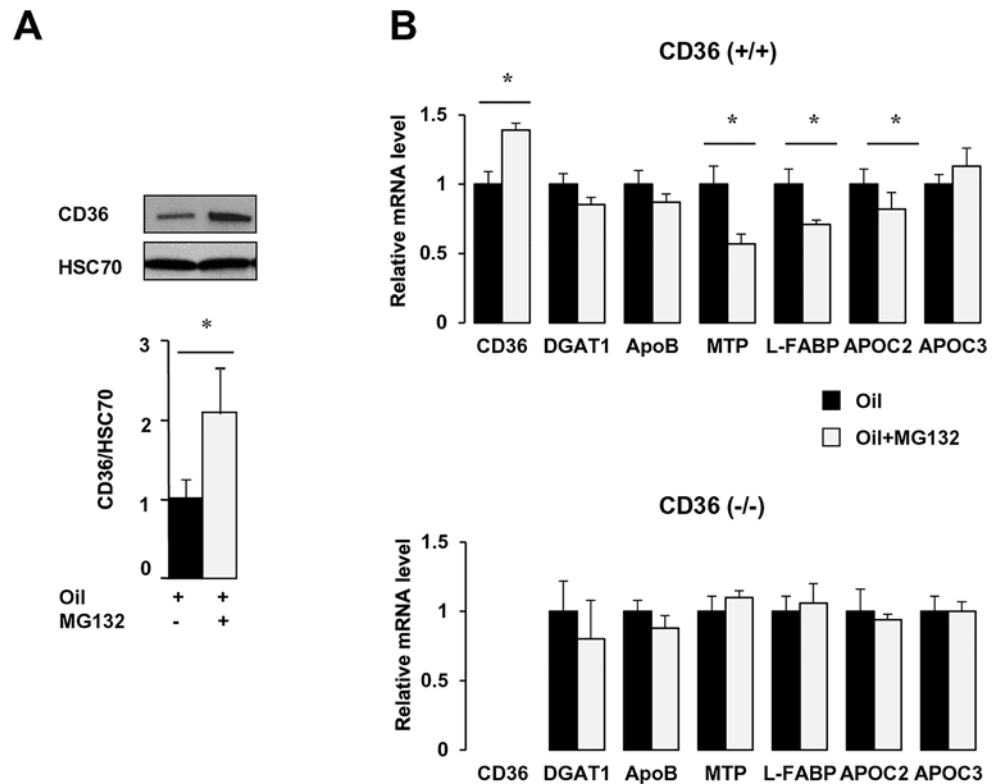 A
CD36
HSC70
*
3
2
1
0
CD36/HSC70
Oil + +
MG132 - +
B
CD36 (+/+)
* * * *
1.5
1
0.5
0
Relative mRNA level
CD36 DGAT1 ApoB MTP L-FABP APOC2 APOC3
Oil
Oil+MG132
CD36 (-/-)
1.5
1
0.5
0
Relative mRNA level
CD36 DGAT1 ApoB MTP L-FABP APOC2 APOC3